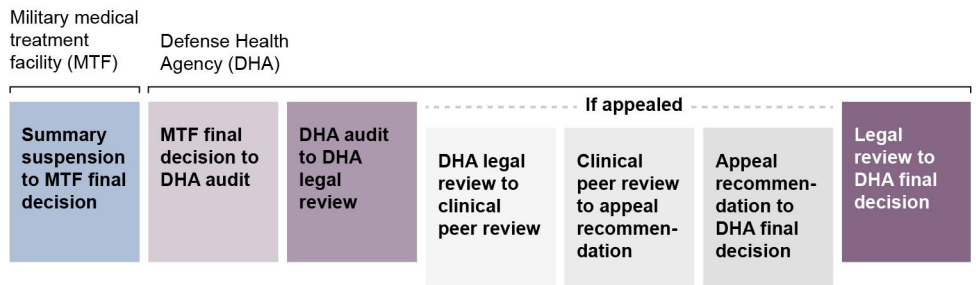 Military medical
treatment
facility (MTF)
Defense Health
Agency (DHA)
If appealed
Summary
suspension
to MTF final
decision
MTF final
decision to
DHA audit
DHA audit
to DHA
legal
review
DHA legal
review to
clinical
peer review
Clinical
peer review
to appeal
recommen-
dation
Appeal
recommen-
dation to
DHA final
decision
Legal
review to
DHA final
decision